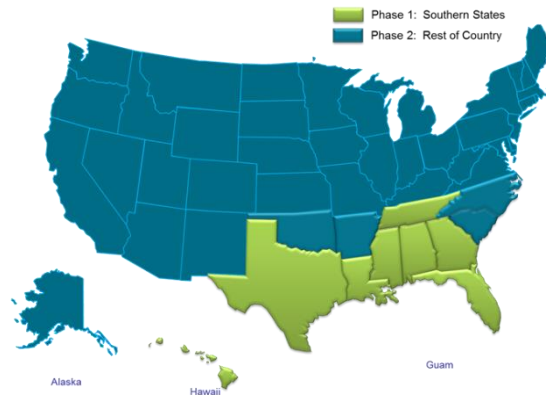 Phase 1: Southern States
Phase 2: Rest of Country
Guam
Alaska
Hawaii